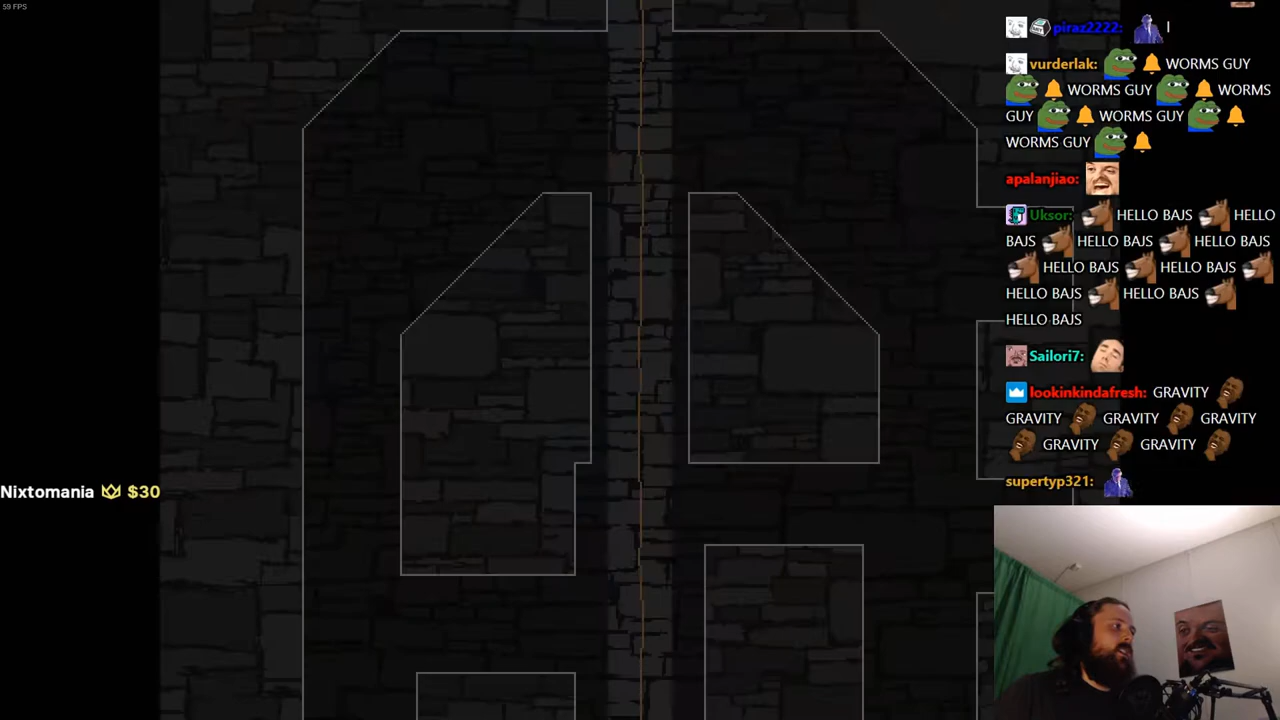 59 FPS
piraz2222: I
vurderlak: WORMS GUY
WORMS GUY WORMS
GUY WORMS GUY
WORMS GUY
apalanjiao:
Uksor: HELLO BAJS HELLO
BAJS HELLO BAJS HELLO BAJS
HELLO BAJS HELLO BAJS
HELLO BAJS HELLO BAJS
HELLO BAJS
Sailori7:
lookinkindafresh: GRAVITY
GRAVITY GRAVITY GRAVITY
GRAVITY GRAVITY
supertyp321:
Nixtomania $30